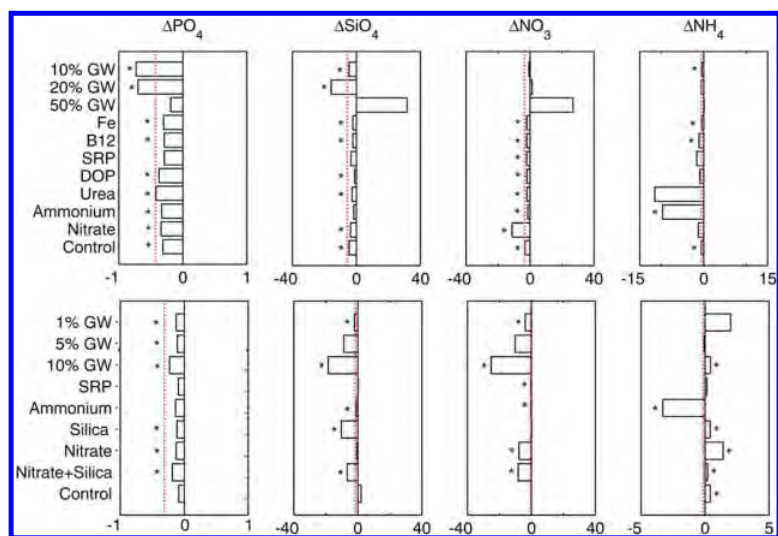 ΔPO4 ΔSiO4 ΔNO3 ΔNH4
10% GW
20% GW
50% GW
Fe
B12
SRP
DOP
Urea
Ammonium
Nitrate
Control
-1 0 1 -40 0 40 -40 0 40 -15 0 15
1% GW
5% GW
10% GW
SRP
Ammonium
Silica
Nitrate
Nitrate+Silica
Control
-1 0 1 -40 0 40 -40 0 40 -5 0 5